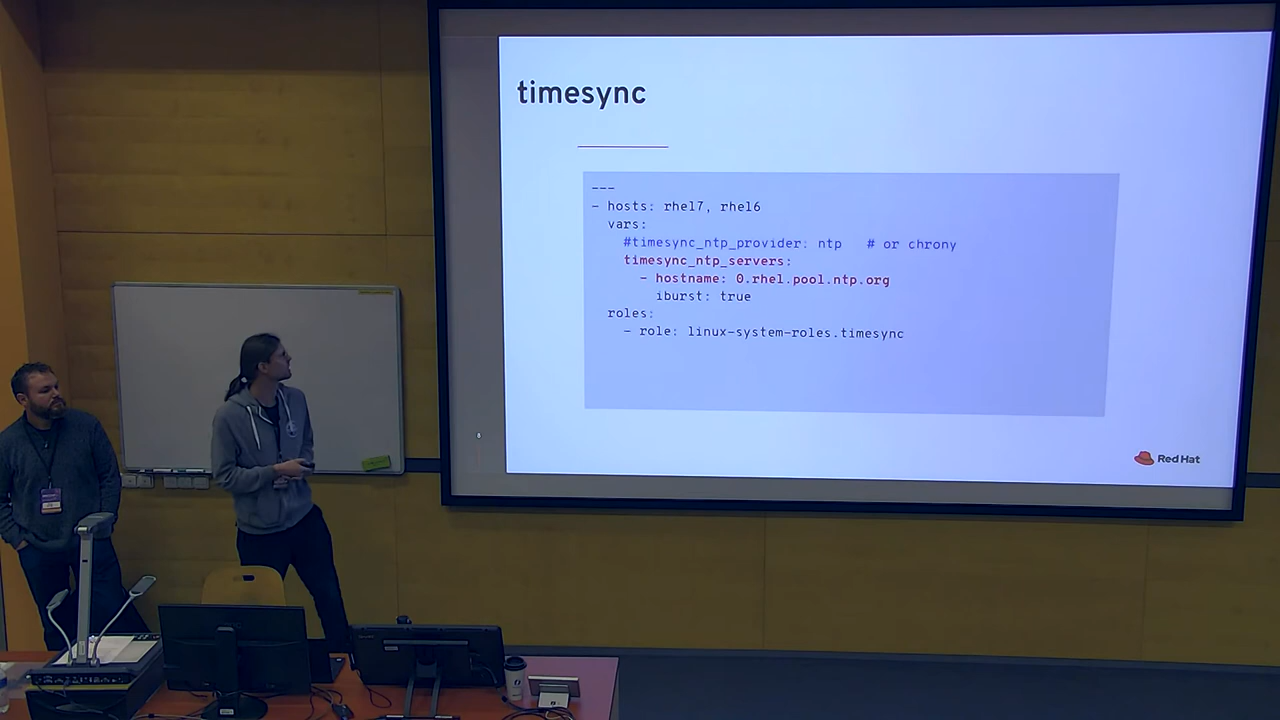 timesync
---
- hosts: rhel7, rhel6
vars:
#timesync_ntp_provider: ntp # or chrony
timesync_ntp_servers:
- hostname: 0.rhel.pool.ntp.org
iburst: true
roles:
- role: linux-system-roles.timesync
Red Hat